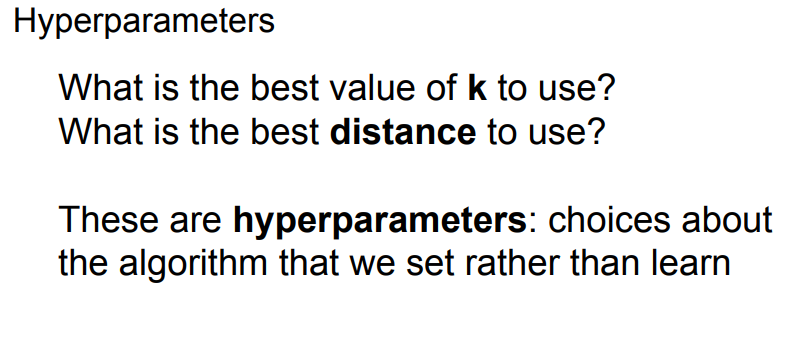 Hyperparameters
What is the best value of k to use?
What is the best distance to use?
These are hyperparameters: choices about
the algorithm that we set rather than learn